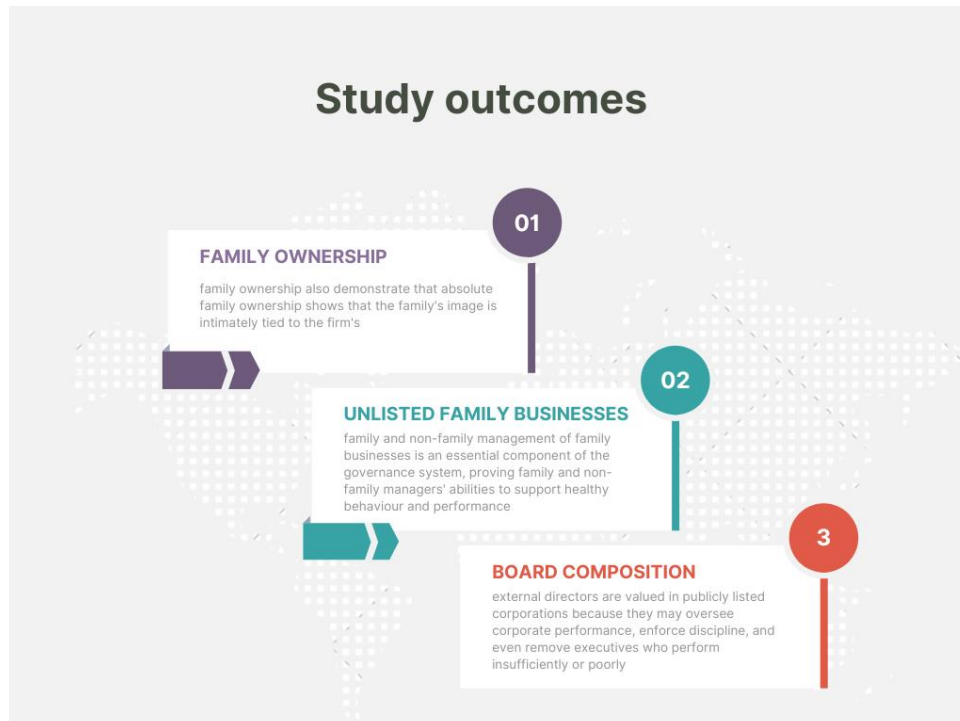 Study outcomes
01
FAMILY OWNERSHIP
family ownership also demonstrate that absolute
family ownership shows that the family's image is
intimately tied to the firm's
02
UNLISTED FAMILY BUSINESSES
family and non-family management of family
businesses is an essential component of the
governance system, proving family and non-
family managers' abilities to support healthy
behaviour and performance
3
BOARD COMPOSITION
external directors are valued in publicly listed
corporations because they may oversee
corporate performance, enforce discipline, and
even remove executives who perform
insufficiently or poorly